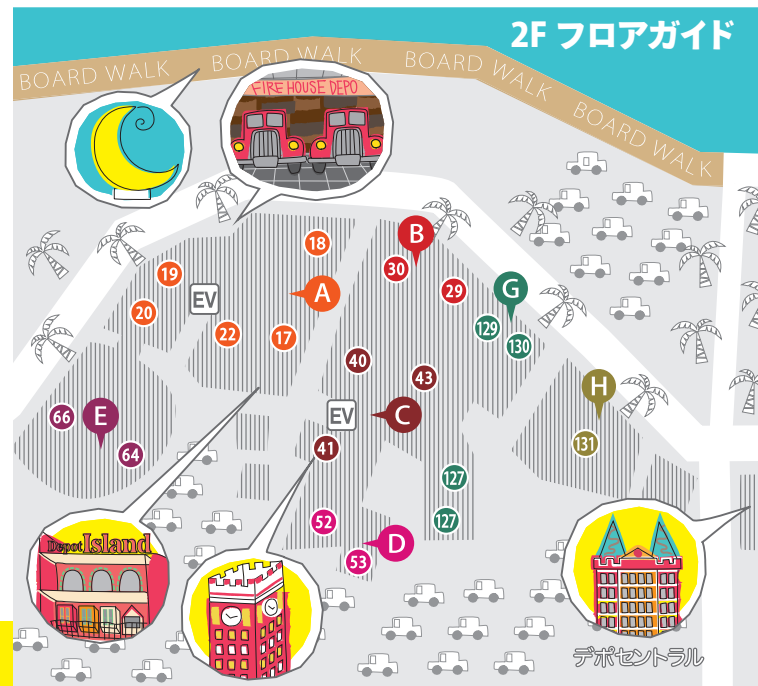 2F フロアガイド
BOARD WALK
BOARD WALK
BOARD WALK
BOARD WALK
FIRE HOUSE DEPO
18
B
19
30
EV
A
29
G
20
22
17
129
130
40
43
H
66
E
EV
C
131
64
41
127
52
127
D
53
Depot Island
デポセントラル